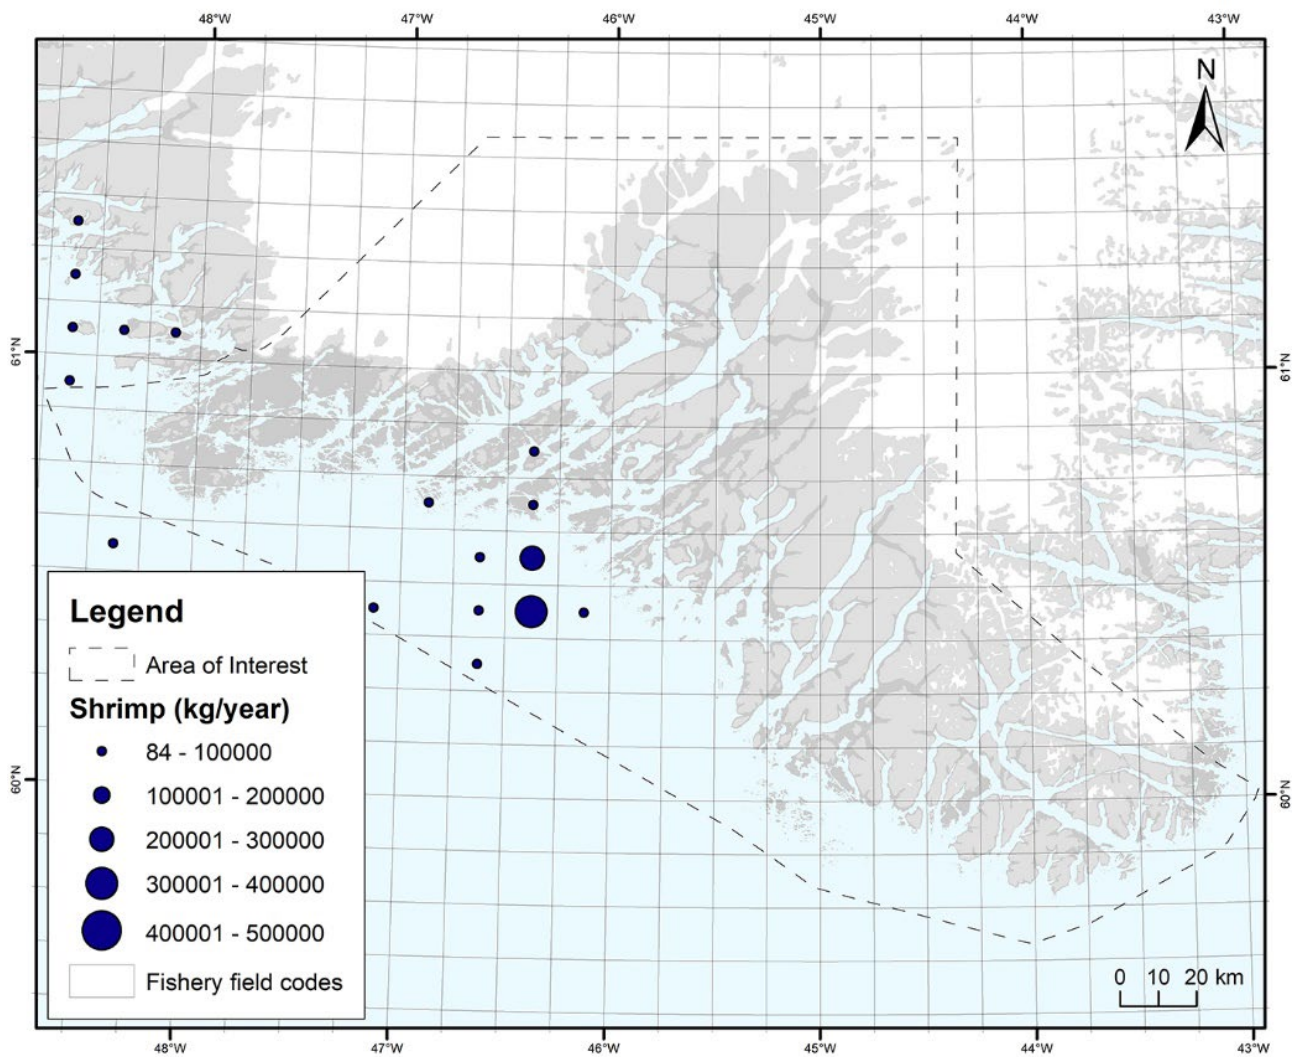 48°W 47°W 46°W 45°W 44°W 43°W
N
61°N 61°N
Legend
Area of Interest
Shrimp (kg/year)
84 - 100000
100001 - 200000
200001 - 300000
300001 - 400000
400001 - 500000
Fishery field codes
60°N 60°N
0 10 20 km
48°W 47°W 46°W 45°W 44°W 43°W